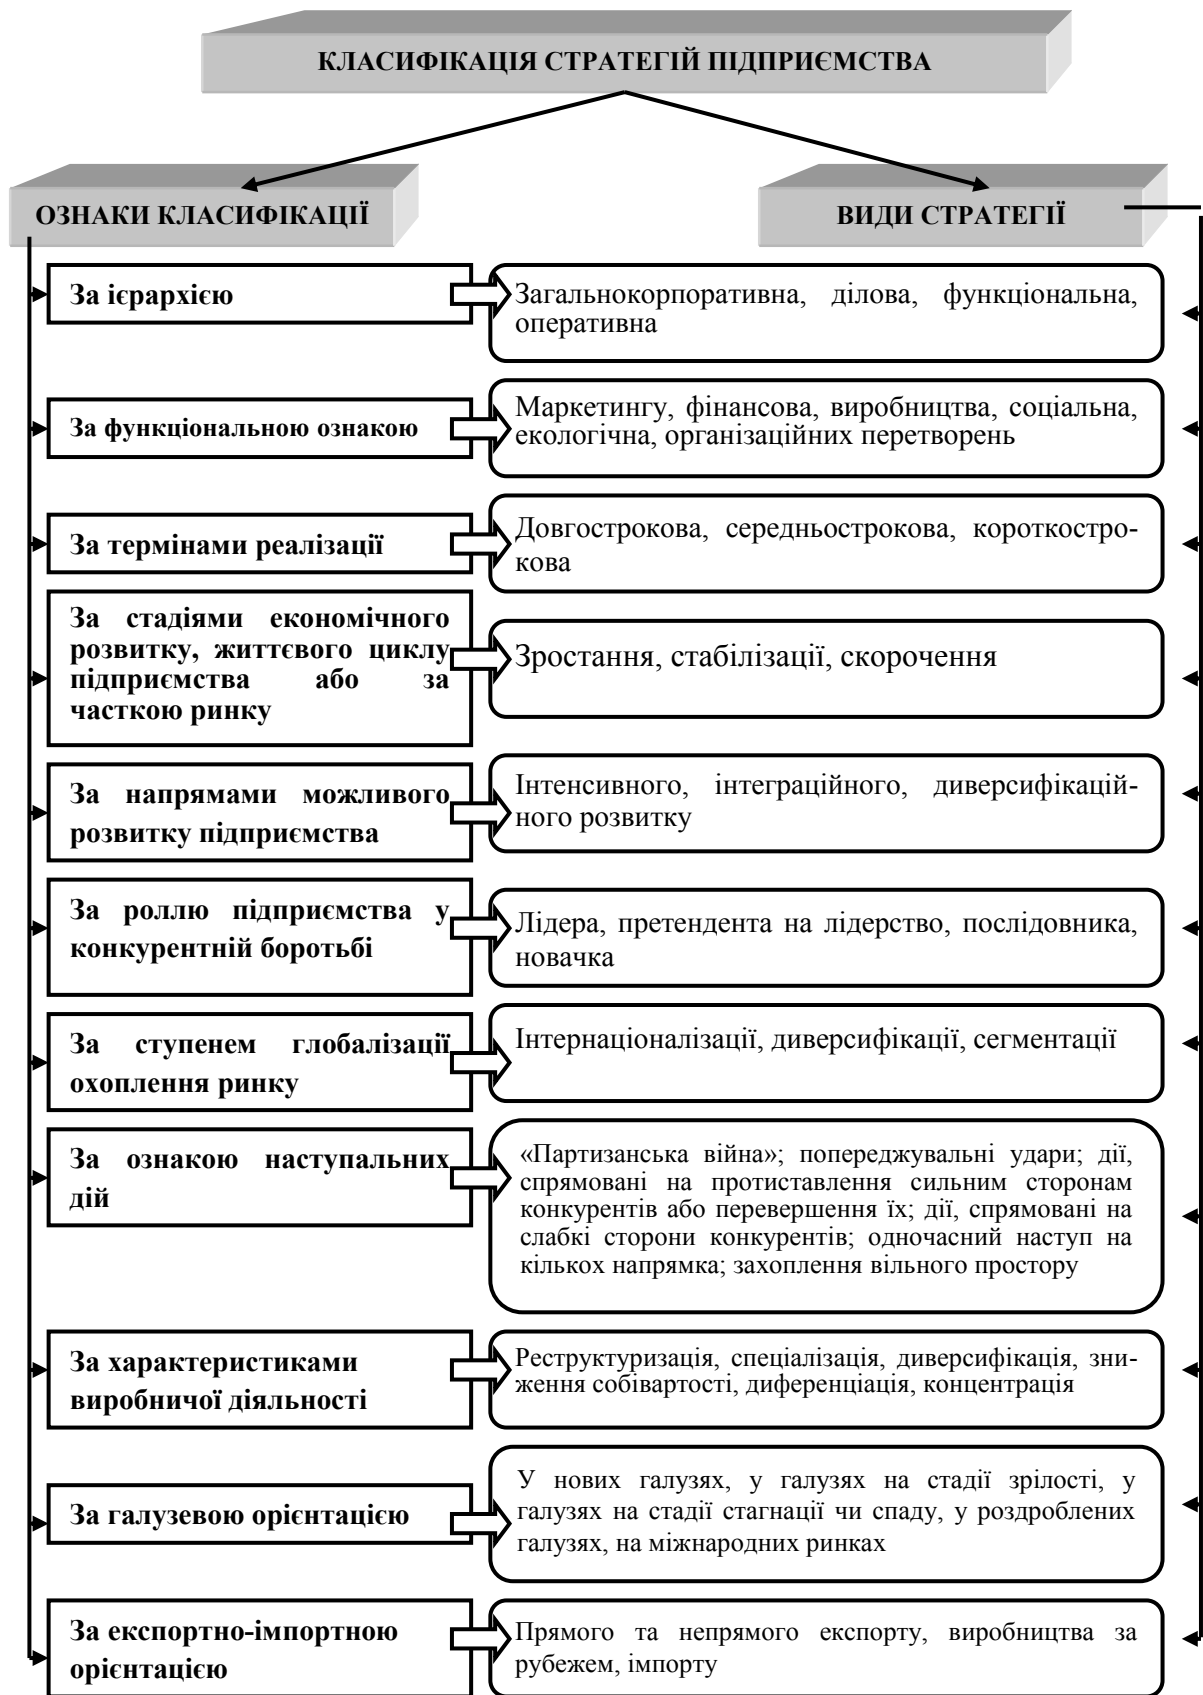 КЛАСИФІКАЦІЯ СТРАТЕГІЙ ПІДПРИЄМСТВА
ОЗНАКИ КЛАСИФІКАЦІЇ
ВИДИ СТРАТЕГІЇ
За ієрархією
Загальнокорпоративна, ділова, функціональна,
оперативна
За функціональною ознакою
Маркетингу, фінансова, виробництва, соціальна,
екологічна, організаційних перетворень
За термінами реалізації
Довгострокова, середньострокова, короткостро-
кова
За стадіями економічного
розвитку, життєвого циклу
підприємства або за
часткою ринку
Зростання, стабілізації, скорочення
За напрямами можливого
розвитку підприємства
Інтенсивного, інтеграційного, диверсифікацій-
ного розвитку
За роллю підприємства у
конкурентній боротьбі
Лідера, претендента на лідерство, послідовника,
новачка
За ступенем глобалізації
охоплення ринку
Інтернаціоналізації, диверсифікації, сегментації
За ознакою наступальних
дій
«Партизанська війна»; попереджувальні удари; дії,
спрямовані на протиставлення сильним сторонам
конкурентів або перевершення їх; дії, спрямовані на
слабкі сторони конкурентів; одночасний наступ на
кількох напрямка; захоплення вільного простору
За характеристиками
виробничої діяльності
Реструктуризація, спеціалізація, диверсифікація, зни-
ження собівартості, диференціація, концентрація
За галузевою орієнтацією
У нових галузях, у галузях на стадії зрілості, у
галузях на стадії стагнації чи спаду, у роздроблених
галузях, на міжнародних ринках
За експортно-імпортною
орієнтацією
Прямого та непрямого експорту, виробництва за
рубежем, імпорту